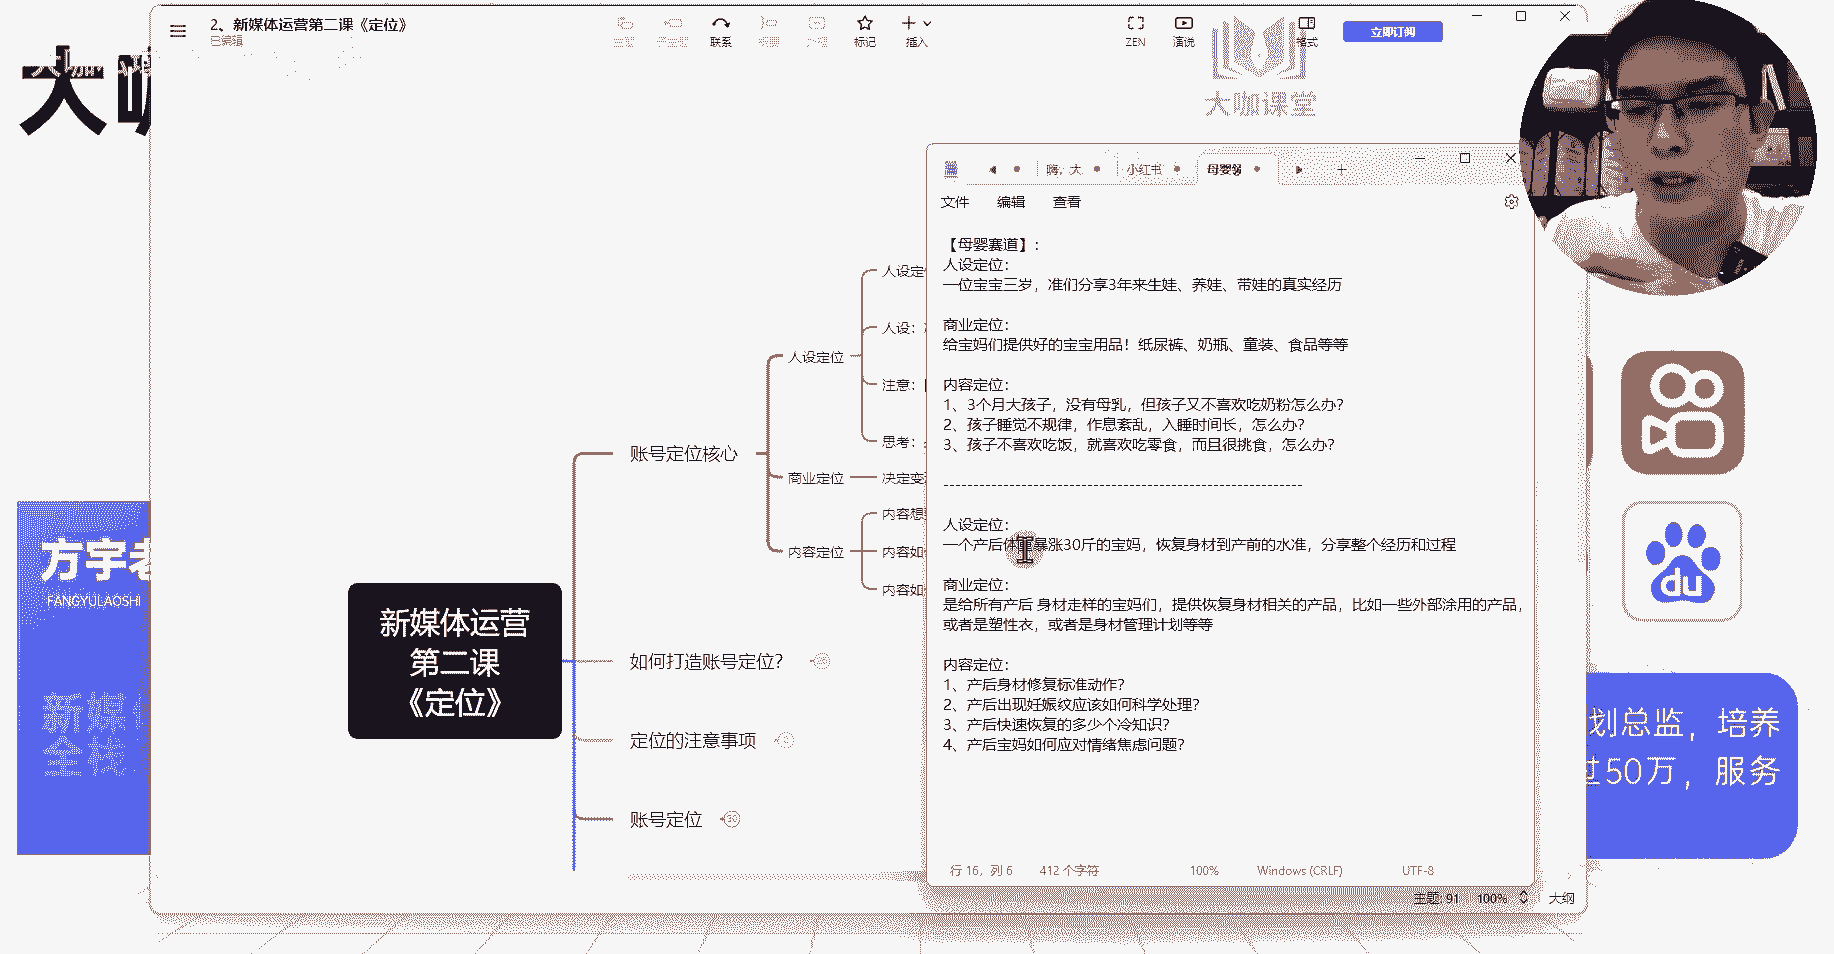 2、新媒体运营第二课《定位》
已编辑
联系
标记
插入
ZEN
演说
格式
立即订阅
大咖课堂
嗨，大
小红书
文件
编辑
查看
【母婴赛道】：
人设定位：
一位宝宝三岁，准们分享3年来生娃、养娃、带娃的真实经历
商业定位：
给宝妈们提供好的宝宝用品！纸尿裤、奶瓶、童装、食品等等
内容定位：
1、3个月大孩子，没有母乳，但孩子又不喜欢吃奶粉怎么办？
2、孩子睡觉不规律，作息紊乱，入睡时间长，怎么办？
3、孩子不喜欢吃饭，就喜欢吃零食，而且很挑食，怎么办？
------------------------------------------------------------
人设定位：
一个产后体重暴涨30斤的宝妈，恢复身材到产前的水准，分享整个经历和过程
商业定位：
是给所有产后 身材走样的宝妈们，提供恢复身材相关的产品，比如一些外部涂用的产品，
或者是塑性衣，或者是身材管理计划等等
内容定位：
1、产后身材修复标准动作？
2、产后出现妊娠纹应该如何科学处理？
3、产后快速恢复的多少个冷知识？
4、产后宝妈如何应对情绪焦虑问题？
行 16，列 6
412 个字符
100%
Windows (CRLF)
UTF-8
人设定
人设：
注意：
思考：
人设定位
账号定位核心
商业定位
决定变
内容想
内容定位
内容如
内容如
新媒体运营
第二课
《定位》
如何打造账号定位？
定位的注意事项
账号定位
30
主题: 91
100%
大纲
大咖
方宇老
FANGYULAOSHI
新媒体
全栈
du
划总监，培养
过50万，服务